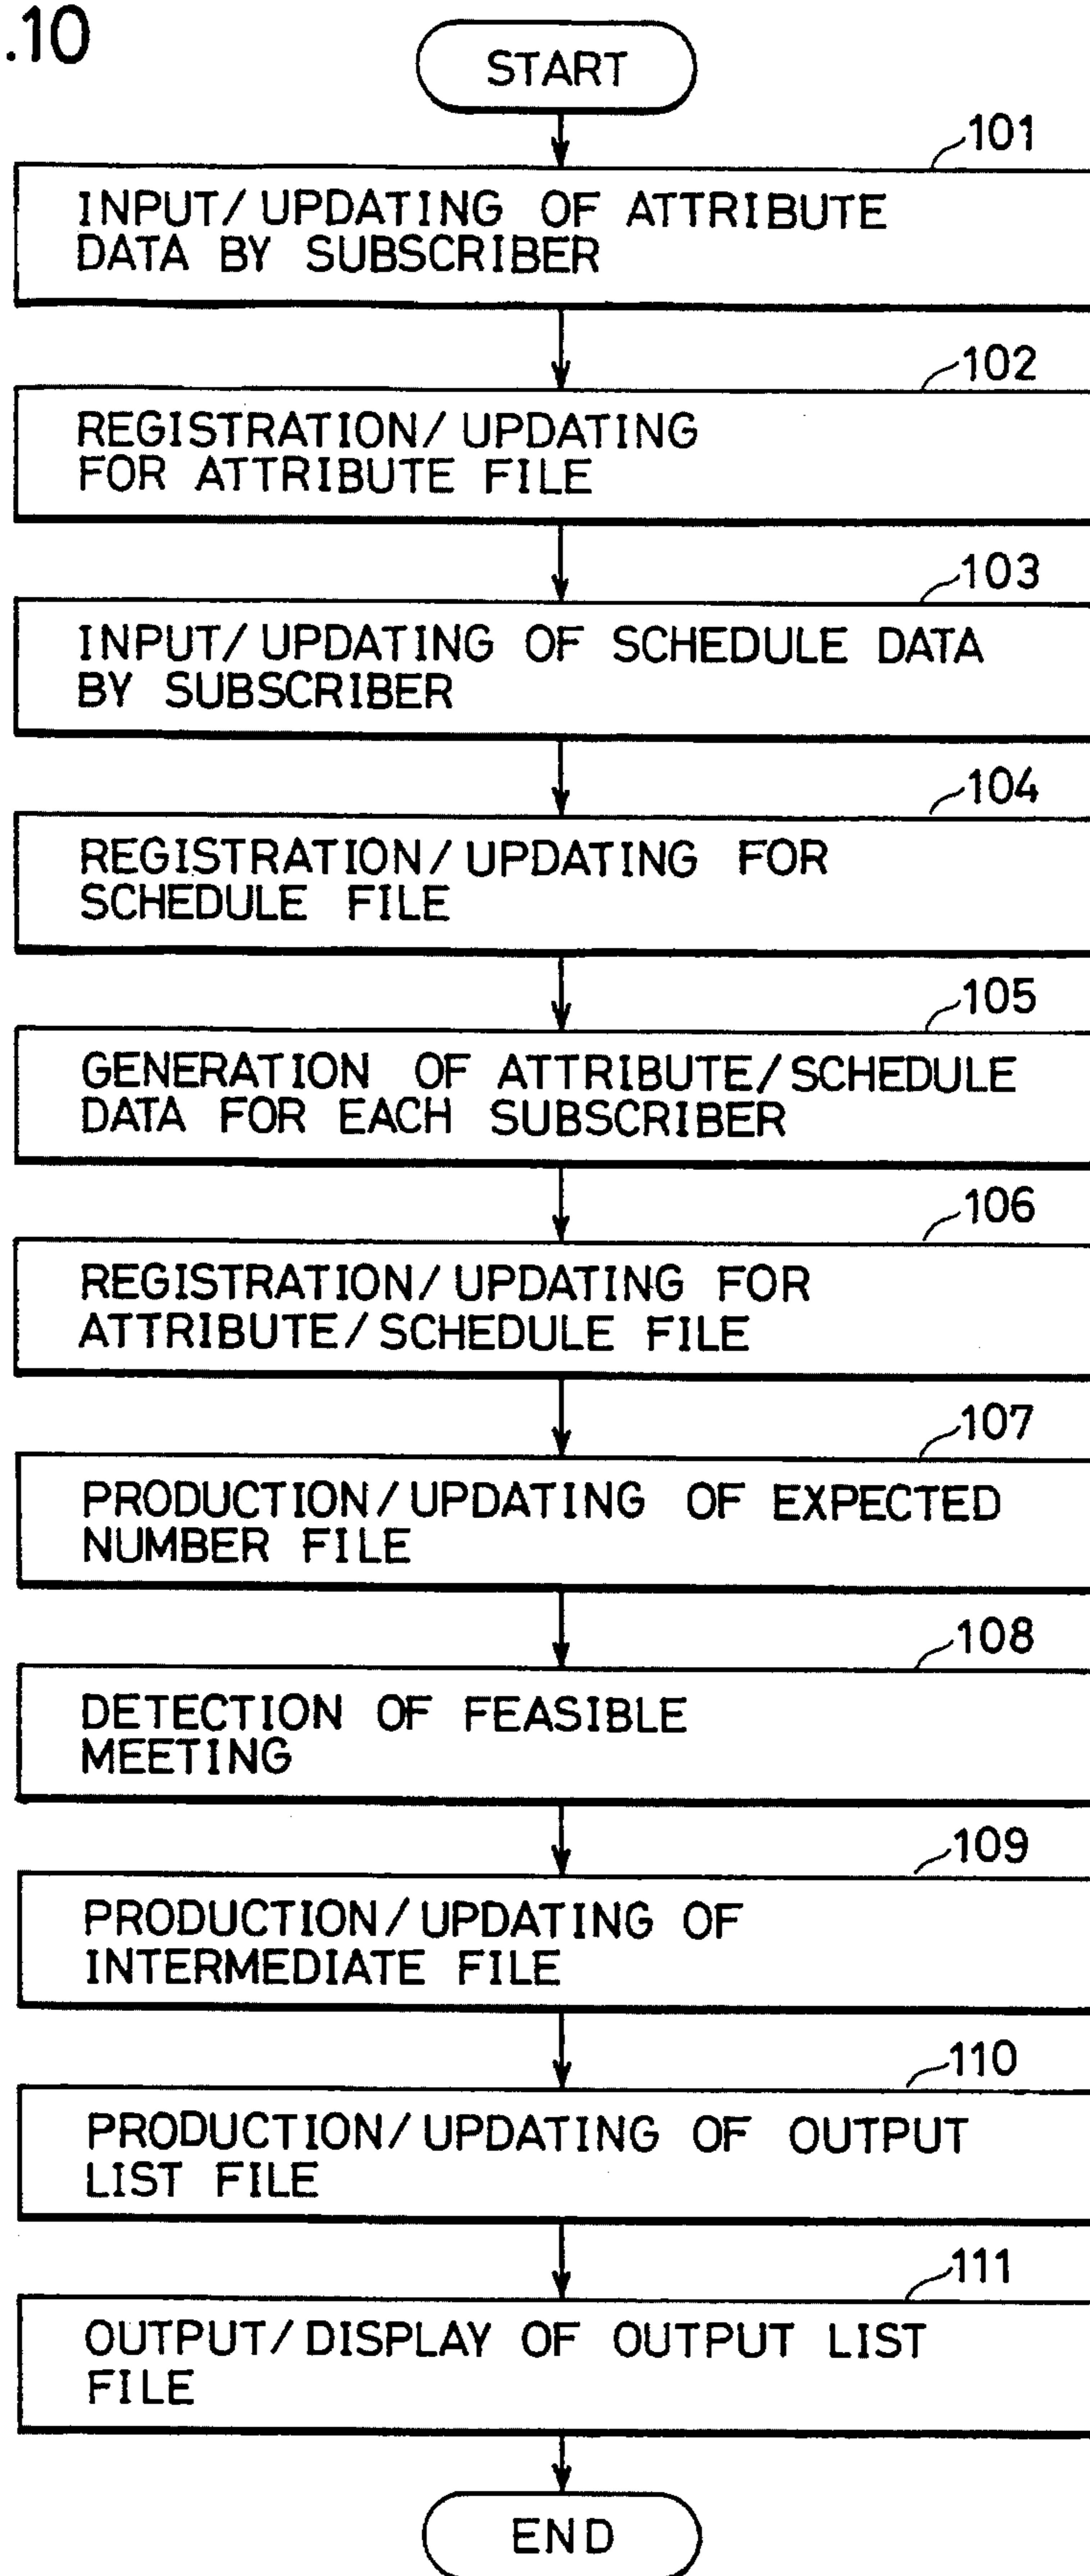 .10
START
101
INPUT/UPDATING OF ATTRIBUTE
DATA BY SUBSCRIBER
102
REGISTRATION/UPDATING
FOR ATTRIBUTE FILE
103
INPUT/UPDATING OF SCHEDULE DATA
BY SUBSCRIBER
104
REGISTRATION/UPDATING FOR
SCHEDULE FILE
105
GENERATION OF ATTRIBUTE/SCHEDULE
DATA FOR EACH SUBSCRIBER
106
REGISTRATION/UPDATING FOR
ATTRIBUTE/SCHEDULE FILE
107
PRODUCTION/UPDATING OF EXPECTED
NUMBER FILE
108
DETECTION OF FEASIBLE
MEETING
109
PRODUCTION/UPDATING OF
INTERMEDIATE FILE
110
PRODUCTION/UPDATING OF OUTPUT
LIST FILE
111
OUTPUT/DISPLAY OF OUTPUT LIST
FILE
END